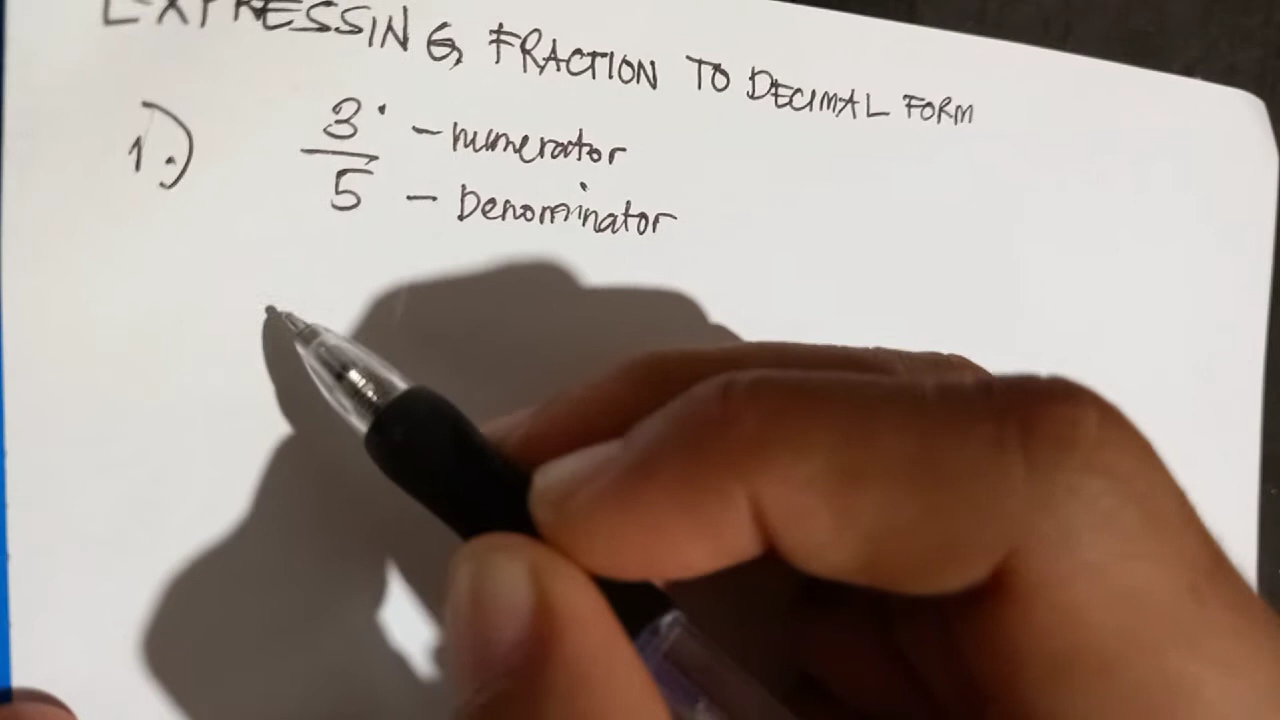 EXPRESSING FRACTION TO DECIMAL FORM
1.) 3 - numerator
5 - Denominator